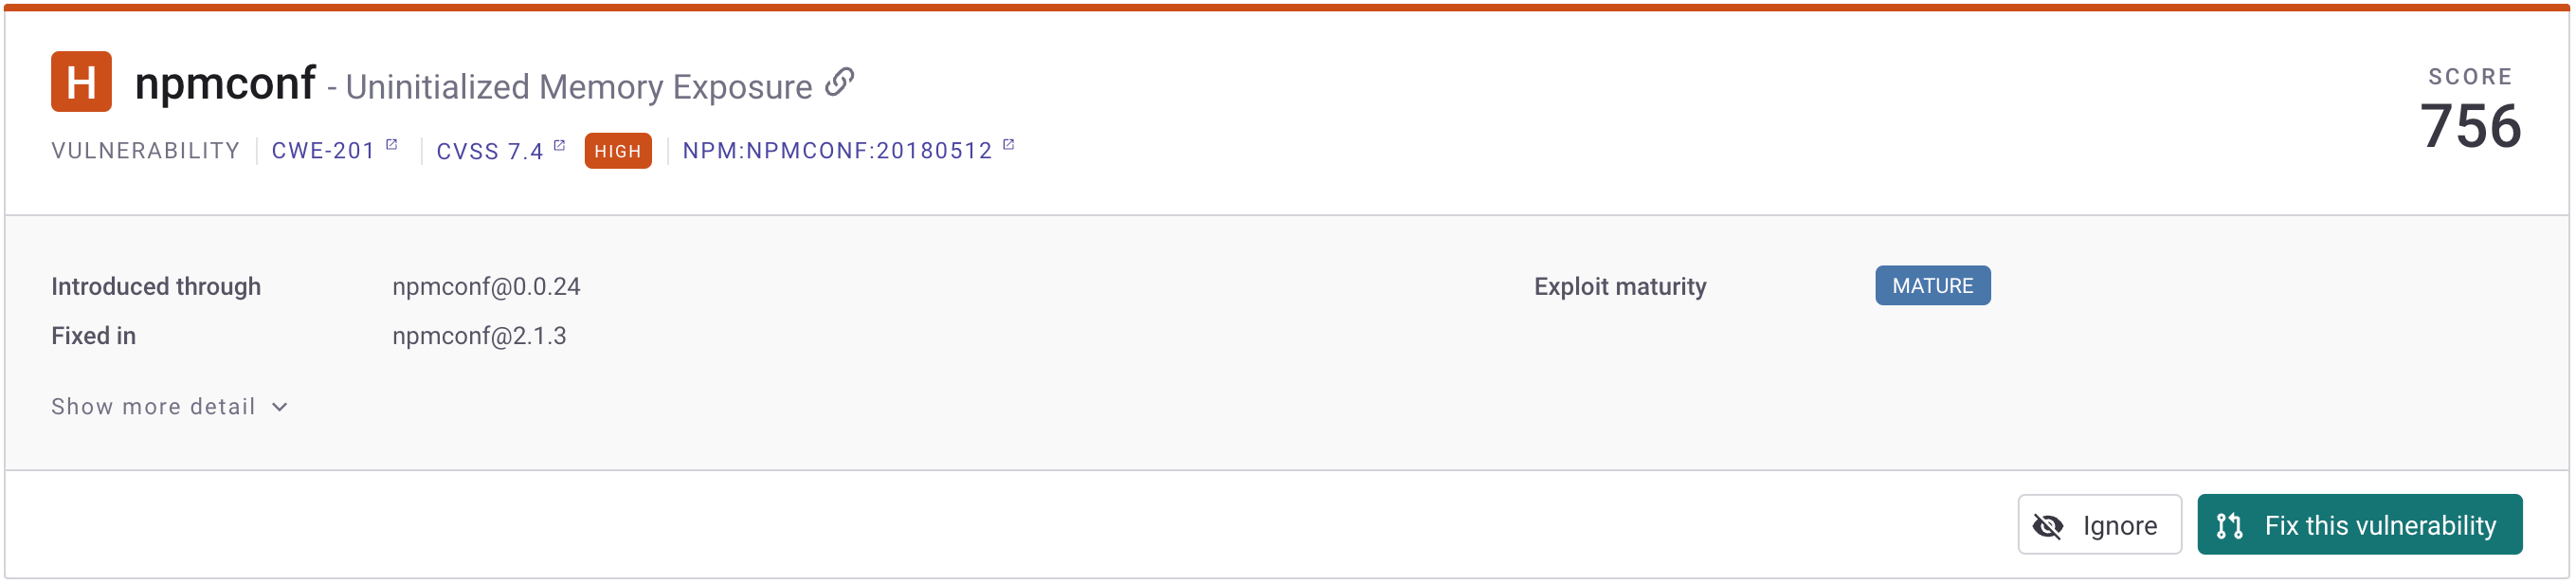 H npmconf - Uninitialized Memory Exposure
SCORE
756
VULNERABILITY CWE-201 CVSS 7.4 HIGH NPM:NPMCONF:20180512
Introduced through npmconf@0.0.24 Exploit maturity MATURE
Fixed in npmconf@2.1.3
Show more detail
Ignore Fix this vulnerability